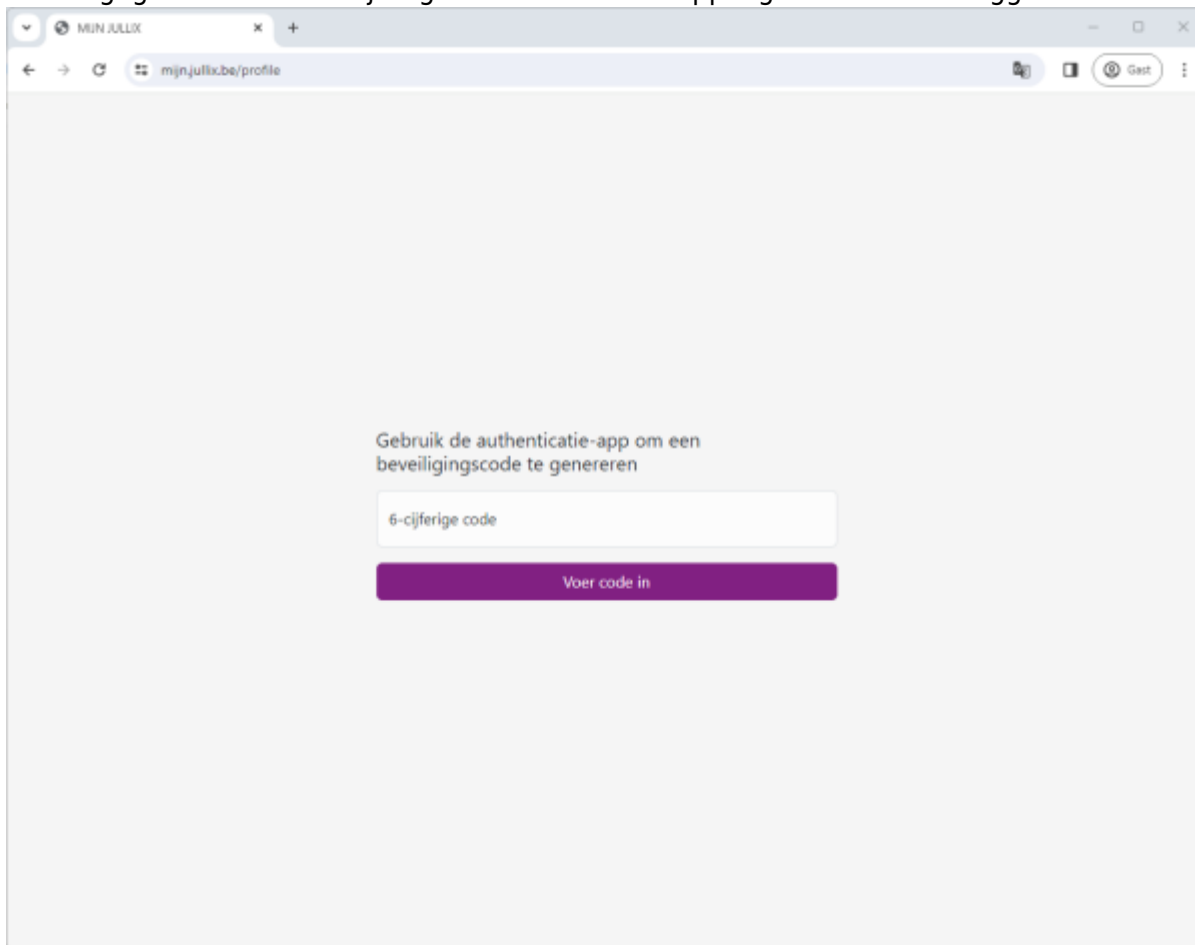 MIJN JULLIX
mijn.jullix.be/profile
Gast
Gebruik de authenticatie-app om een
beveiligingscode te genereren
6-cijferige code
Voer code in